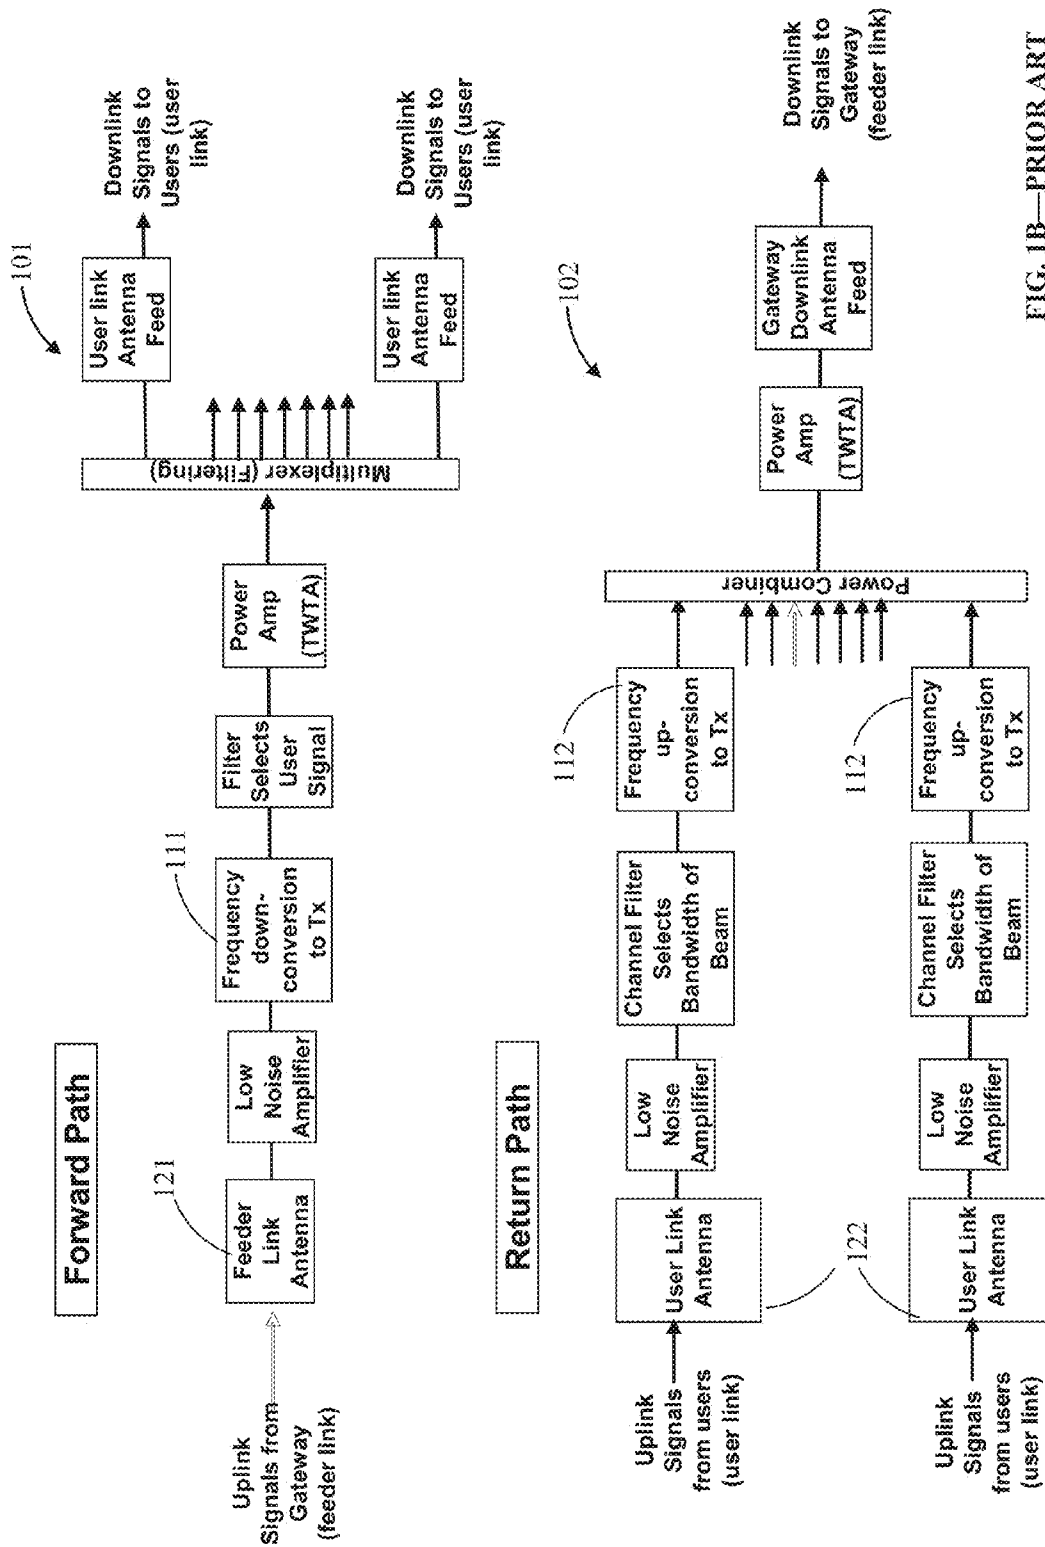 Forward Path
Uplink
Signals from
Gateway
(feeder link)
121
Feeder
Link
Antenna
Low
Noise
Amplifier
111
Frequency
down-
conversion
to Tx
Filter
Selects
User
Signal
Power
Amp
(TWTA)
Multiplexer (Filtering)
101
User link
Antenna
Feed
Downlink
Signals to
Users (user
link)
User link
Antenna
Feed
Downlink
Signals to
Users (user
link)
Return Path
Uplink
Signals
from users
(user link)
User Link
Antenna
Low
Noise
Amplifier
Channel Filter
Selects
Bandwidth of
Beam
112
Frequency
up-
conversion
to Tx
122
Uplink
Signals
from users
(user link)
User Link
Antenna
Low
Noise
Amplifier
Channel Filter
Selects
Bandwidth of
Beam
112
Frequency
up-
conversion
to Tx
Power Combiner
Power
Amp
(TWTA)
102
Gateway
Downlink
Antenna
Feed
Downlink
Signals to
Gateway
(feeder link)
FIG. 1B—PRIOR ART